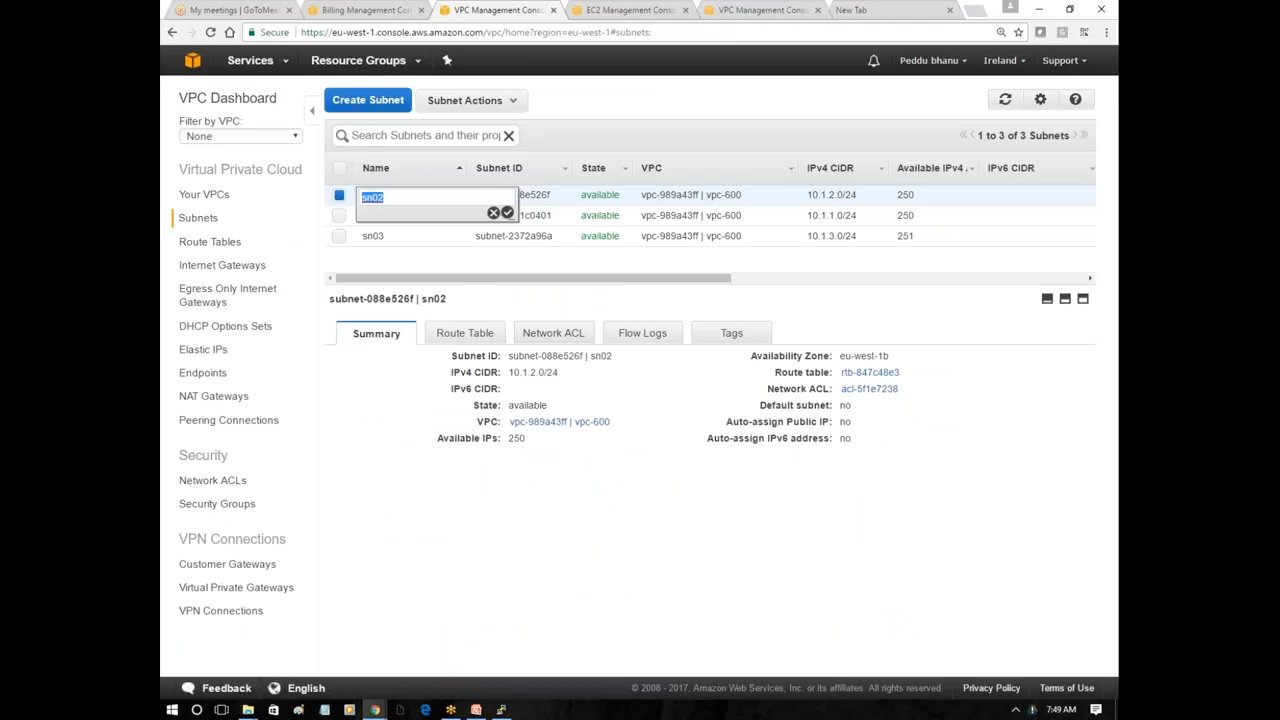 My meetings | GoToMee
Billing Management Con
VPC Management Conso
EC2 Management Conso
VPC Management Conso
New Tab
Secure https://eu-west-1.console.aws.amazon.com/vpc/home?region=eu-west-1#subnets:
Services Resource Groups Peddu bhanu Ireland Support
VPC Dashboard
Filter by VPC:
None
Virtual Private Cloud
Your VPCs
Subnets
Route Tables
Internet Gateways
Egress Only Internet
Gateways
DHCP Option Sets
Elastic IPs
Endpoints
NAT Gateways
Peering Connections
Security
Network ACLs
Security Groups
VPN Connections
Customer Gateways
Virtual Private Gateways
VPN Connections
Create Subnet Subnet Actions
Search Subnets and their prop
1 to 3 of 3 Subnets
Name Subnet ID State VPC IPv4 CIDR Available IPv4 IPv6 CIDR
sn02 8e526f available vpc-989a43ff | vpc-600 10.1.2.0/24 250
1c0401 available vpc-989a43ff | vpc-600 10.1.1.0/24 250
sn03 subnet-2372a96a available vpc-989a43ff | vpc-600 10.1.3.0/24 251
subnet-088e526f | sn02
Summary Route Table Network ACL Flow Logs Tags
Subnet ID: subnet-088e526f | sn02
IPv4 CIDR: 10.1.2.0/24
IPv6 CIDR:
State: available
VPC: vpc-989a43ff | vpc-600
Available IPs: 250
Availability Zone: eu-west-1b
Route table: rtb-847c48e3
Network ACL: acl-5f1e7238
Default subnet: no
Auto-assign Public IP: no
Auto-assign IPv6 address: no
Feedback English © 2008 - 2017, Amazon Web Services, Inc. or its affiliates. All rights reserved. Privacy Policy Terms of Use
7:49 AM